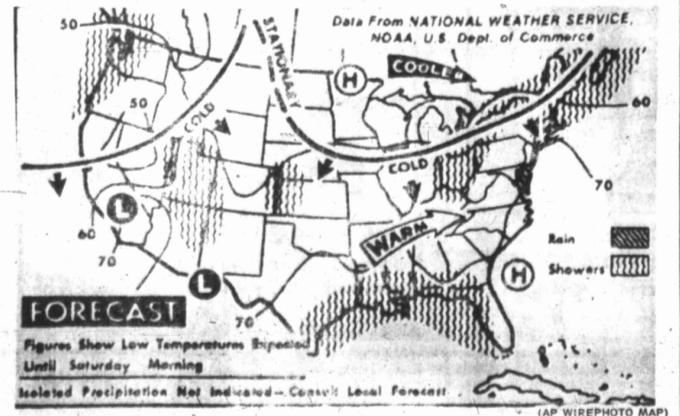 Data From NATIONAL WEATHER SERVICE,
NOAA, U.S. Dept. of Commerce
50
STATIONARY
H
COOLER
50
COLD
60
COLD
70
L
60
70
WARM
Rain
L
H
Showers
FORECAST
70
Figures Show Low Temperatures Expected
Until Saturday Morning
Isolated Precipitation Not Indicated – Consult Local Forecast
(AP WIREPHOTO MAP)